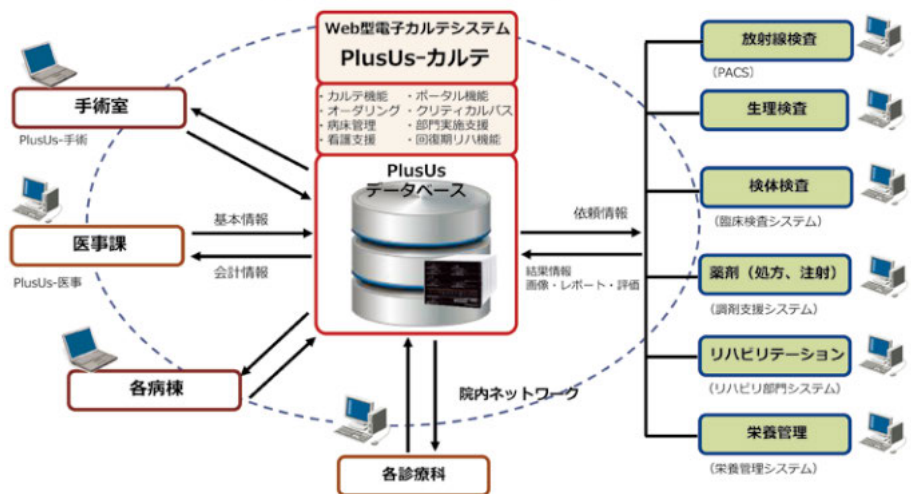 Web型電子カルテシステム
PlusUs-カルテ
・カルテ機能 ・ポータル機能
・オーダリング ・クリティカルパス
・病床管理 ・部門実施支援
・看護支援 ・回復期リハ機能
PlusUs
データベース
手術室
PlusUs-手術
医事課
PlusUs-医事
基本情報
会計情報
各病棟
各診療科
院内ネットワーク
依頼情報
結果情報
画像・レポート・評価
放射線検査
(PACS)
生理検査
検体検査
(臨床検査システム)
薬剤(処方、注射)
(調剤支援システム)
リハビリテーション
(リハビリ部門システム)
栄養管理
(栄養管理システム)